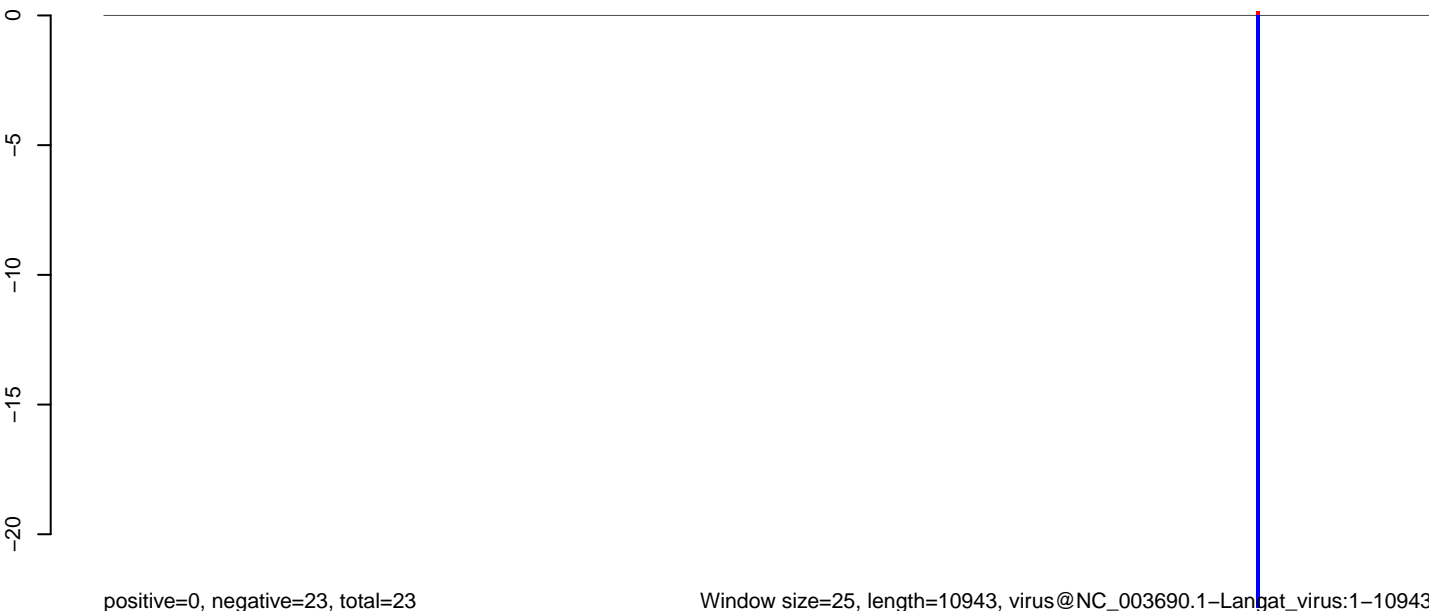 0
−5
−10
−15
−20
positive=0, negative=23, total=23
Window size=25, length=10943, virus@NC_003690.1−Langat_virus:1−10943